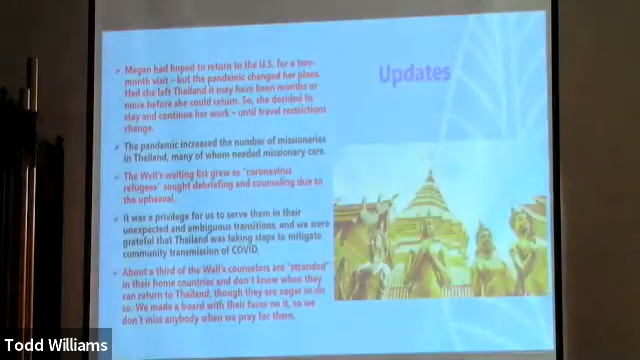 Updates
Megan had hoped to return to the U.S. for a two-
month visit – but the pandemic changed her plans.
Had she left Thailand it may have been months or
more before she could return. So, she decided to
stay and continue her work – until travel restrictions
change.
The pandemic increased the number of missionaries
in Thailand, many of whom needed missionary care.
The Well's waiting list grew as "coronavirus
refugees" sought debriefing and counseling due to
the upheaval.
It was a privilege for us to serve them in their
unexpected and ambiguous transitions, and we were
grateful that Thailand was taking steps to mitigate
community transmission of COVID.
About a third of the Well's counselors are "stranded"
in their home countries and don't know when they
can return to Thailand, though they are eager to do
so. We made a board with their faces on it, so we
don't miss anybody when we pray for them.
Todd Williams